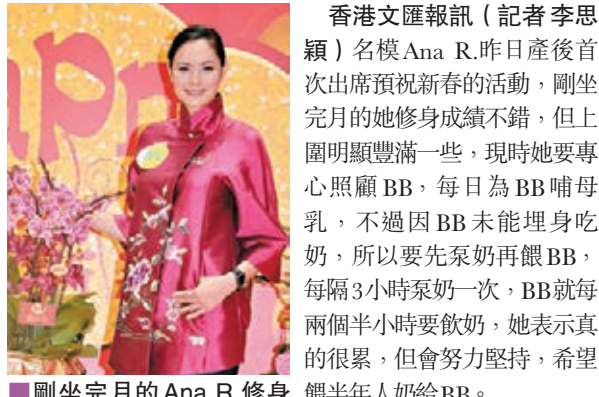 香港文匯報訊（記者 李思
穎）名模Ana R.昨日產後首
次出席預祝新春的活動，剛坐
完月的她修身成績不錯，但上
圍明顯豐滿一些，現時她要專
心照顧BB，每日為BB哺母
乳，不過因BB未能埋身吃
奶，所以要先泵奶再餵BB，
每隔3小時泵奶一次，BB就每
兩個半小時要飲奶，她表示真
的很累，但會努力堅持，希望
餵半年人奶給BB。
■剛坐完月的Ana R.修身